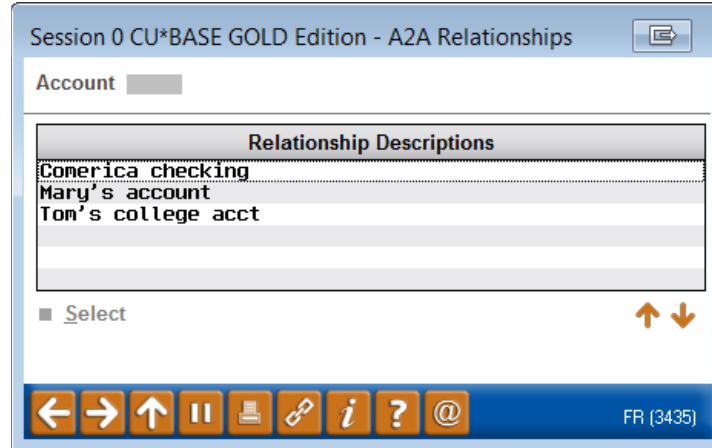 Session 0 CU*BASE GOLD Edition - A2A Relationships
Account
Relationship Descriptions
Comerica checking
Mary's account
Tom's college acct
Select
i ? @
FR (3435)